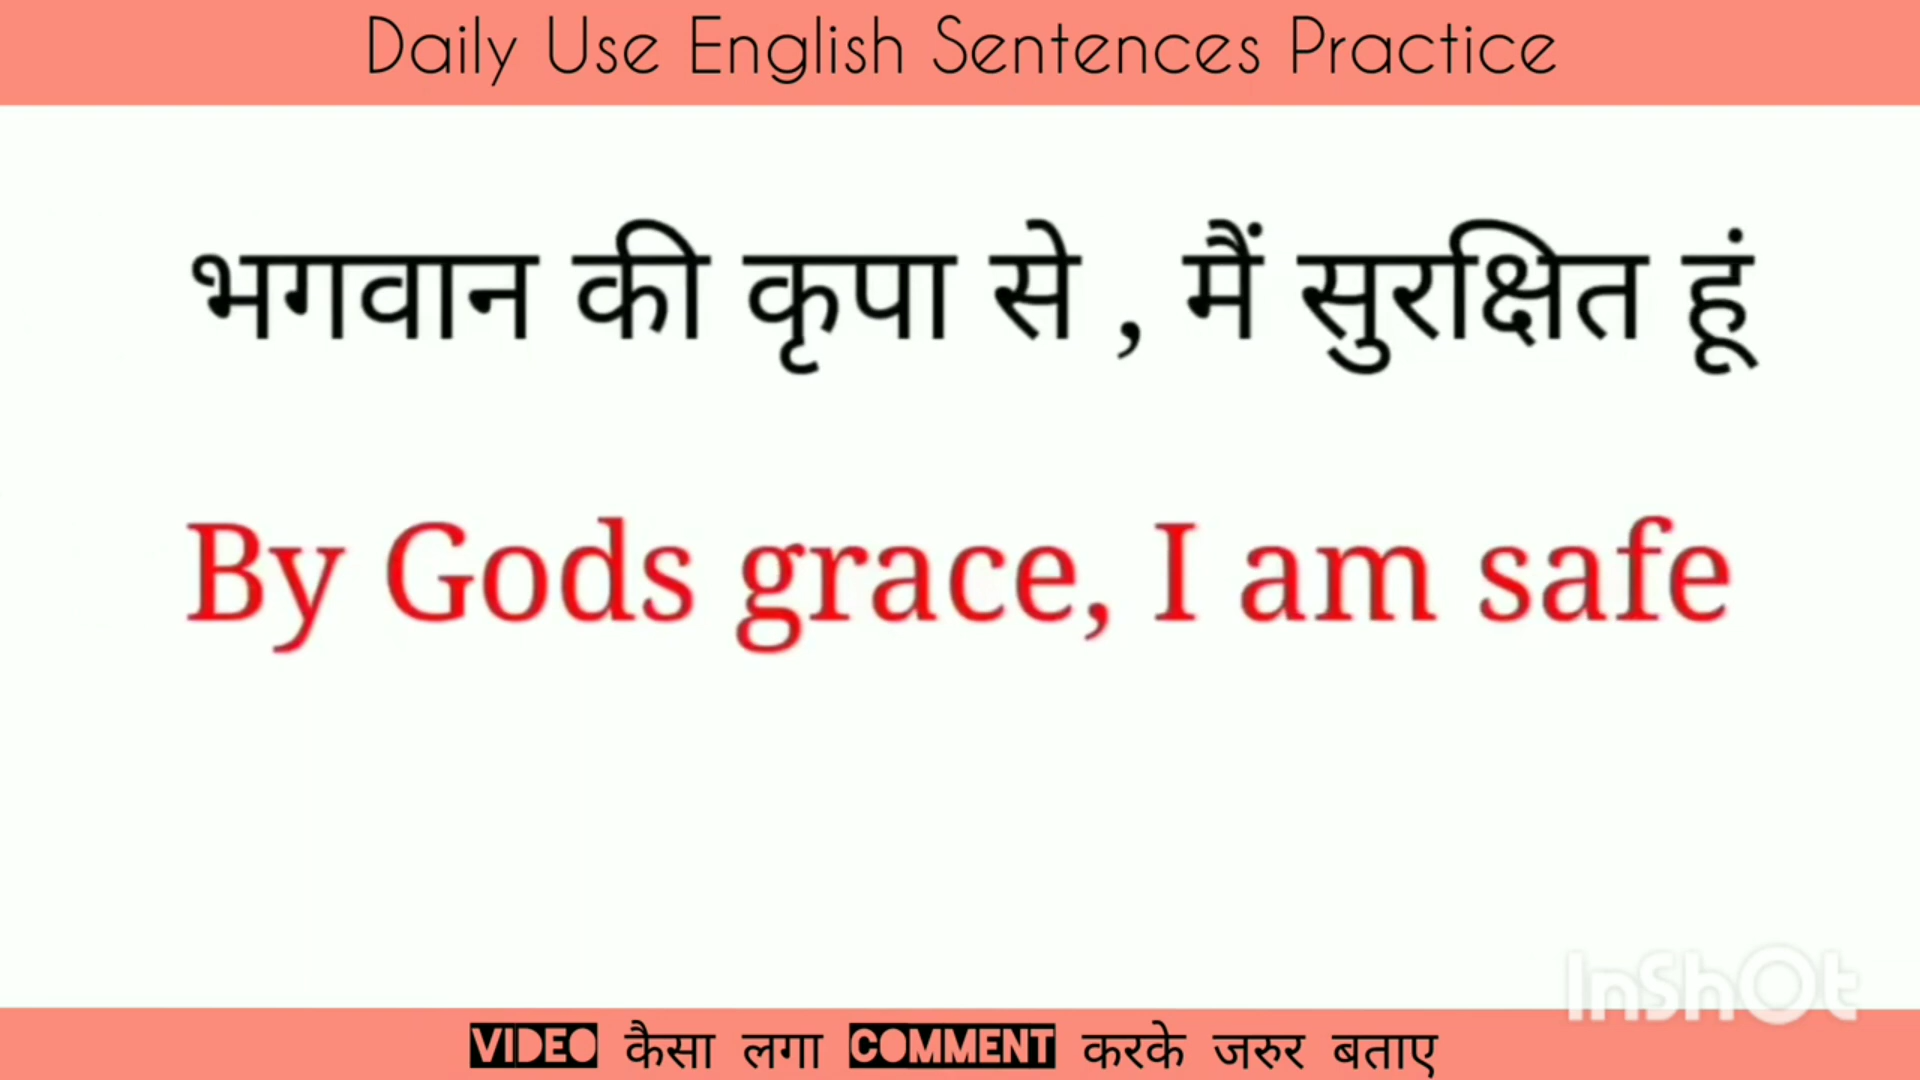 Daily Use English Sentences Practice
भगवान की कृपा से , मैं सुरक्षित हूं
By Gods grace, I am safe
InShOt
VIDEO कैसा लगा COMMENT करके जरुर बताए